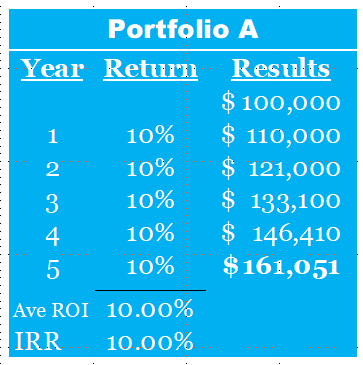 Portfolio A
Year Return Results
$ 100,000
1 10% $ 110,000
2 10% $ 121,000
3 10% $ 133,100
4 10% $ 146,410
5 10% $161,051
Ave ROI 10.00%
IRR 10.00%